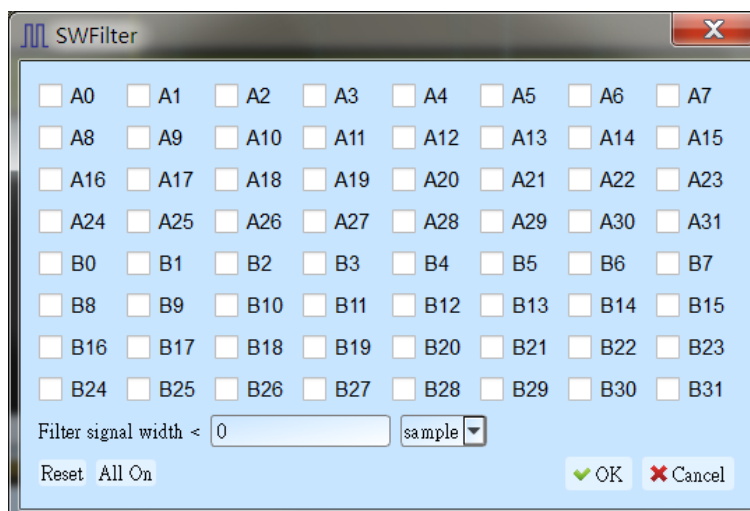 SWFilter
A0 A1 A2 A3 A4 A5 A6 A7
A8 A9 A10 A11 A12 A13 A14 A15
A16 A17 A18 A19 A20 A21 A22 A23
A24 A25 A26 A27 A28 A29 A30 A31
B0 B1 B2 B3 B4 B5 B6 B7
B8 B9 B10 B11 B12 B13 B14 B15
B16 B17 B18 B19 B20 B21 B22 B23
B24 B25 B26 B27 B28 B29 B30 B31
Filter signal width < 0 sample
Reset All On OK Cancel